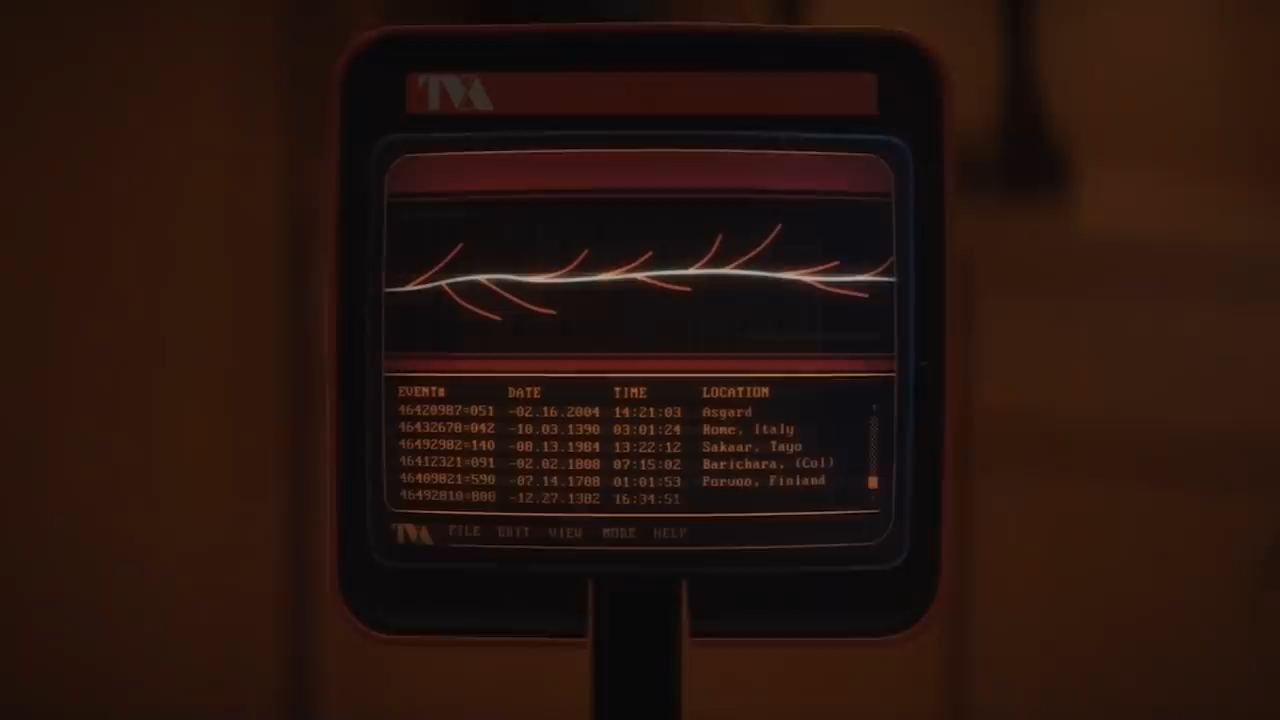 TVA
EVENT# DATE TIME LOCATION
46420987=051 -02.16.2004 14:21:03 Asgard
46432678=042 -10.03.1390 03:01:24 Rome, Italy
46492982=140 -08.13.1984 13:22:12 Sakaar, Tayo
46412321=091 -02.02.1808 07:15:02 Barichara, (Col)
46409821=590 -07.14.1708 01:01:53 Porvoo, Finland
46492810=808 -12.27.1382 16:34:51
TVA FILE EDIT VIEW MODE HELP